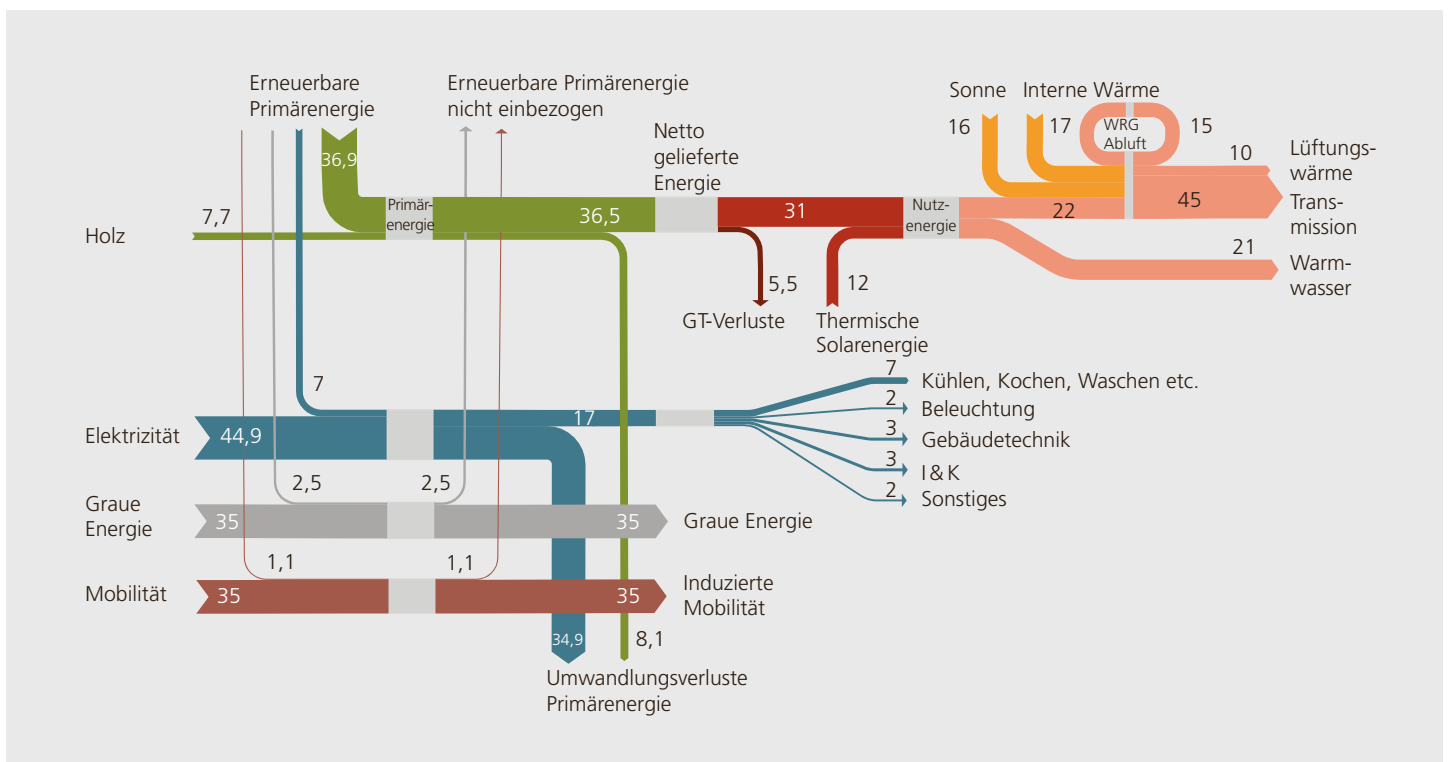 Erneuerbare
Primärenergie
Erneuerbare Primärenergie
nicht einbezogen
Netto
gelieferte
Energie
Sonne
16
Interne Wärme
17
WRG
Abluft
15
10
Lüftungs-
wärme
45
Trans-
mission
21
Warm-
wasser
36,9
7,7
Holz
Primär-
energie
36,5
31
Nutz-
energie
22
5,5
GT-Verluste
12
Thermische
Solarenergie
7
Elektrizität
44,9
17
7
Kühlen, Kochen, Waschen etc.
2
Beleuchtung
3
Gebäudetechnik
3
I & K
2
Sonstiges
2,5
2,5
Graue
Energie
35
35
Graue Energie
1,1
1,1
Mobilität
35
35
Induzierte
Mobilität
34,9
8,1
Umwandlungsverluste
Primärenergie